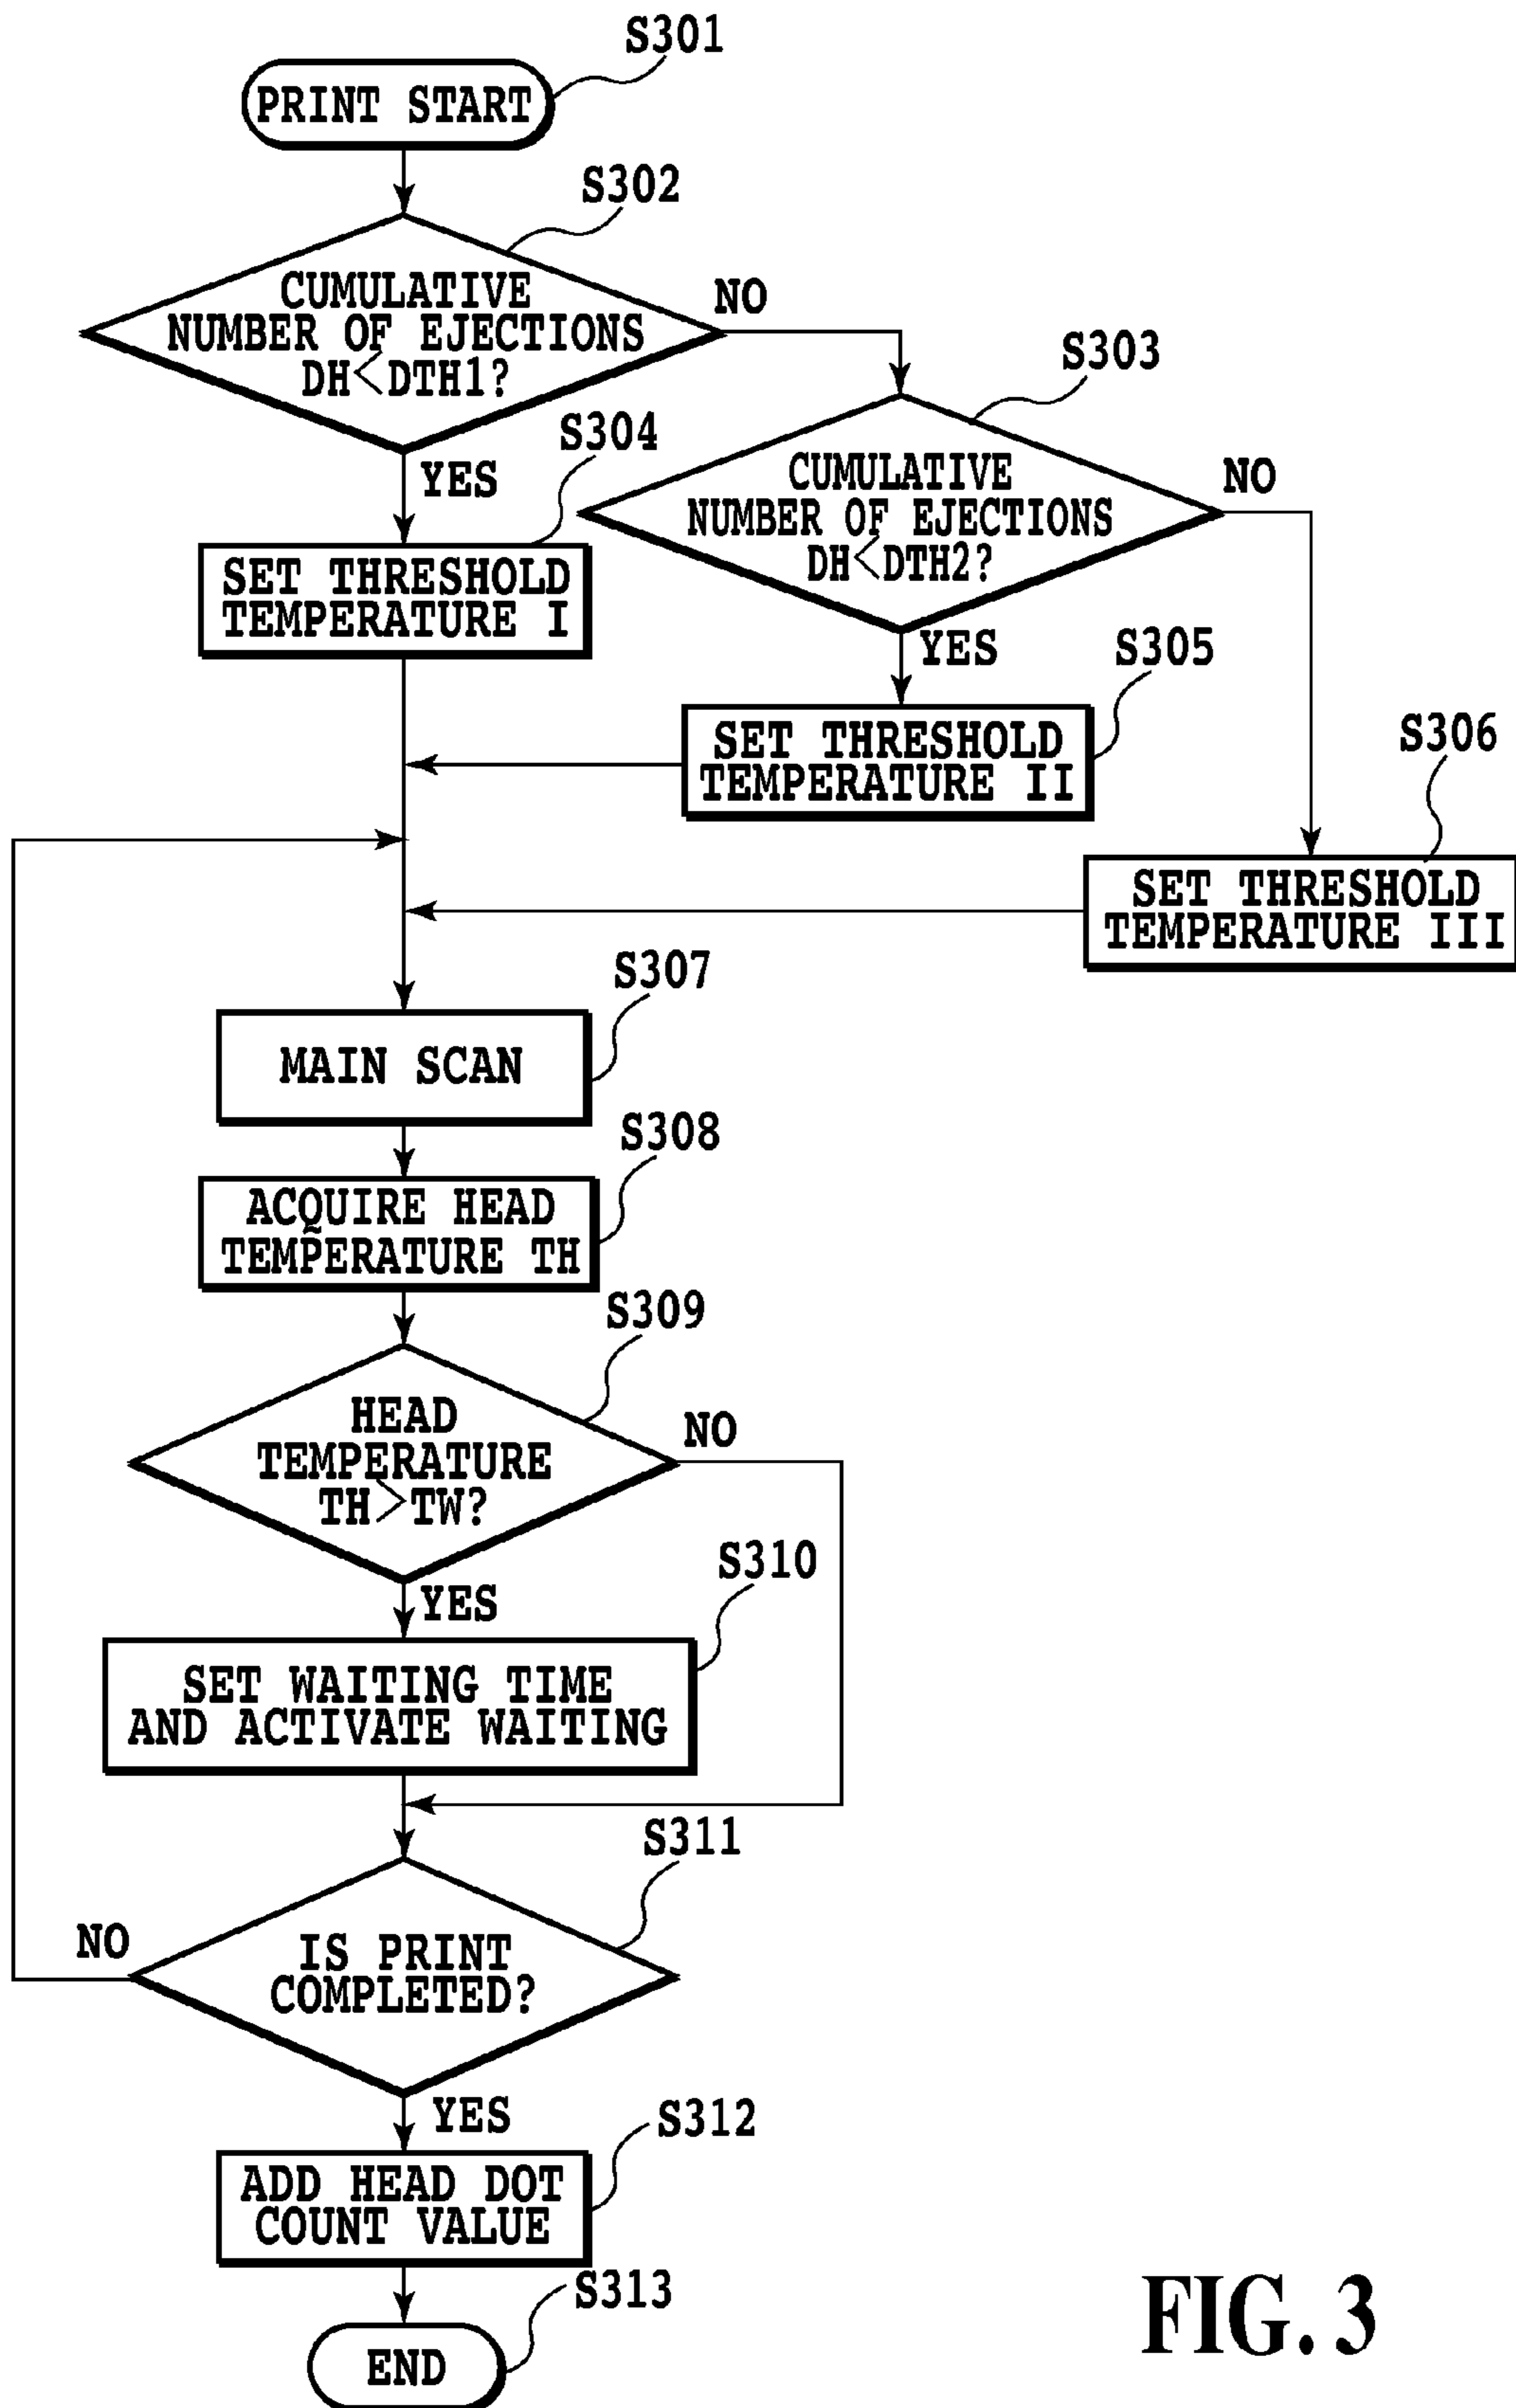 S301
PRINT START
S302
CUMULATIVE
NUMBER OF EJECTIONS
DH<DTH1?
NO
S303
S304
YES
CUMULATIVE
NUMBER OF EJECTIONS
DH<DTH2?
NO
SET THRESHOLD
TEMPERATURE I
YES
S305
SET THRESHOLD
TEMPERATURE II
S306
SET THRESHOLD
TEMPERATURE III
S307
MAIN SCAN
S308
ACQUIRE HEAD
TEMPERATURE TH
S309
HEAD
TEMPERATURE
TH>TW?
NO
S310
YES
SET WAITING TIME
AND ACTIVATE WAITING
S311
NO
IS PRINT
COMPLETED?
YES
S312
ADD HEAD DOT
COUNT VALUE
S313
END
FIG. 3